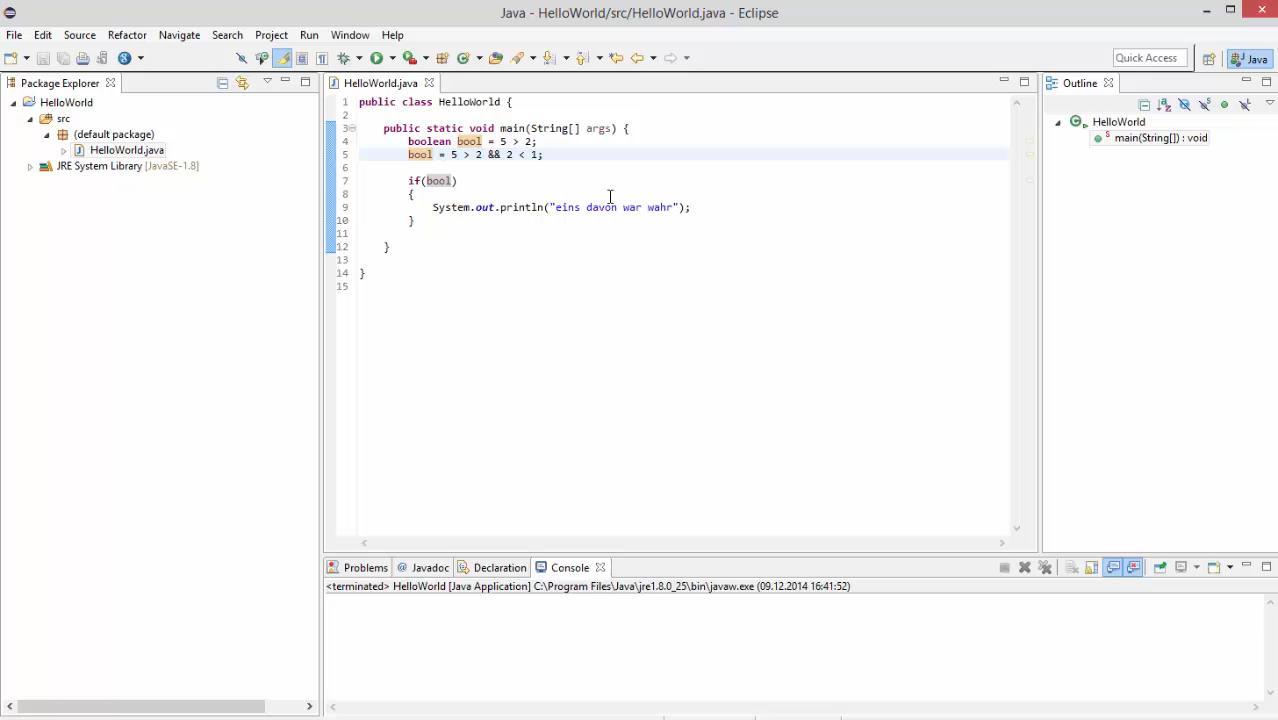 Java - HelloWorld/src/HelloWorld.java - Eclipse
File Edit Source Refactor Navigate Search Project Run Window Help
Quick Access Java
Package Explorer
HelloWorld
src
(default package)
HelloWorld.java
JRE System Library [JavaSE-1.8]
HelloWorld.java
1 public class HelloWorld {
2
3 public static void main(String[] args) {
4 boolean bool = 5 > 2;
5 bool = 5 > 2 && 2 < 1;
6
7 if(bool)
8 {
9 System.out.println("eins davon war wahr");
10 }
11
12 }
13
14 }
15
Outline
HelloWorld
main(String[]) : void
Problems Javadoc Declaration Console
<terminated> HelloWorld [Java Application] C:\Program Files\Java\jre1.8.0_25\bin\javaw.exe (09.12.2014 16:41:52)